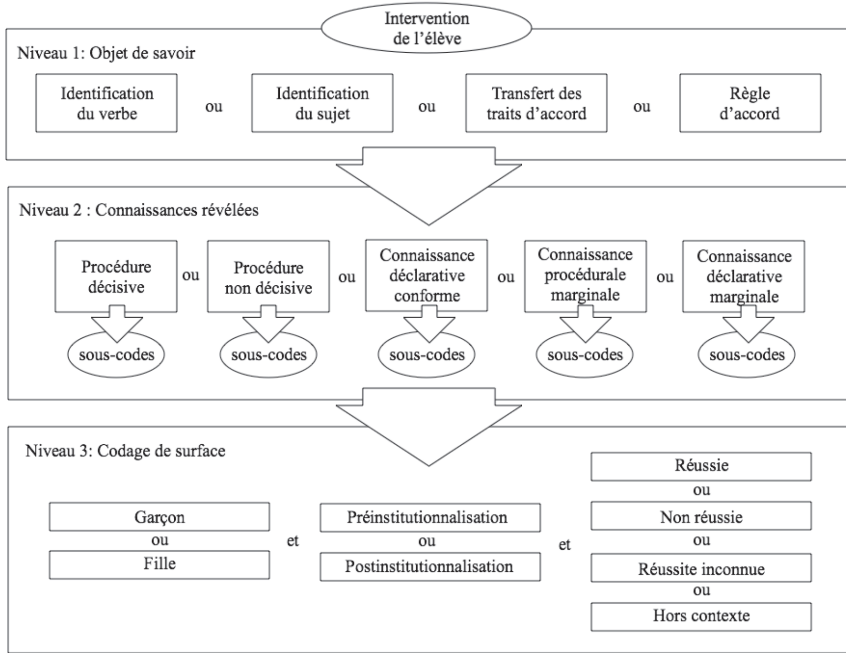 Intervention
de l'élève
Niveau 1: Objet de savoir
Identification
du verbe
ou
Identification
du sujet
ou
Transfert des
traits d'accord
ou
Règle
d'accord
Niveau 2 : Connaissances révélées
Procédure
décisive
ou
Procédure
non décisive
ou
Connaissance
déclarative
conforme
ou
Connaissance
procédurale
marginale
ou
Connaissance
déclarative
marginale
sous-codes
sous-codes
sous-codes
sous-codes
sous-codes
Niveau 3: Codage de surface
Garçon
ou
Fille
et
Préinstitutionnalisation
ou
Postinstitutionnalisation
et
Réussie
ou
Non réussie
ou
Réussite inconnue
ou
Hors contexte